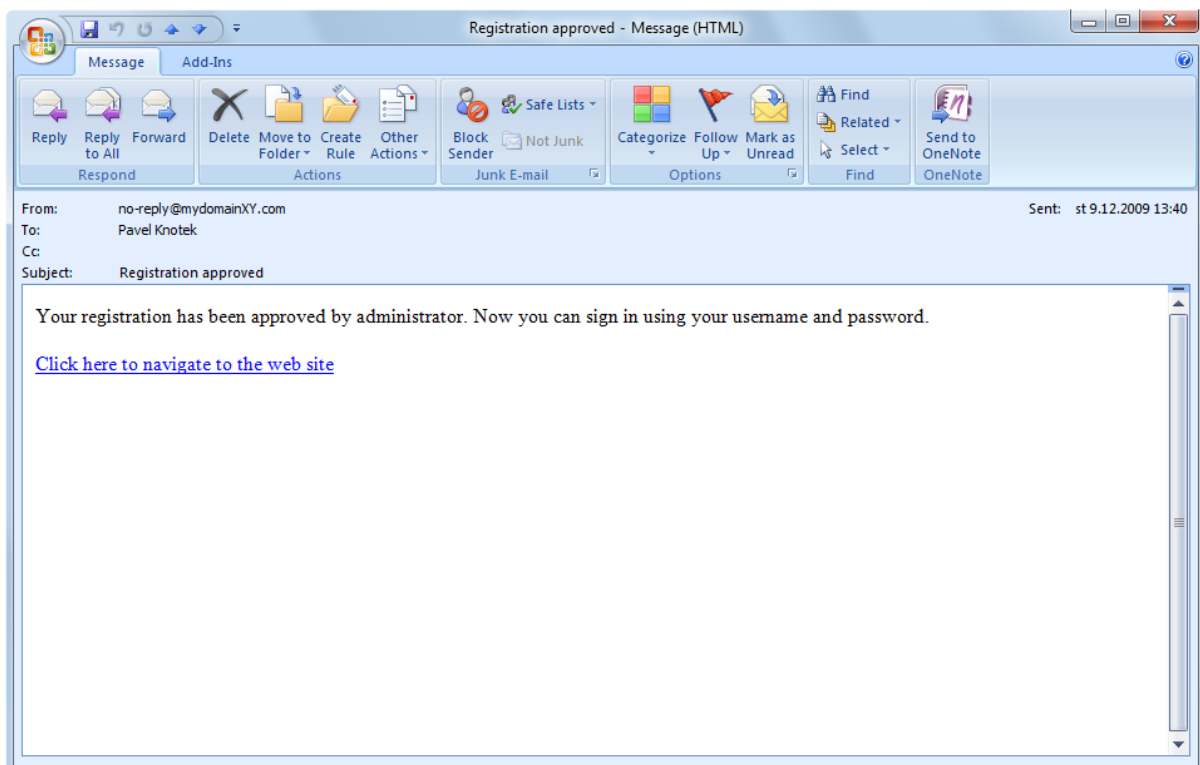 Registration approved - Message (HTML)
Message Add-Ins
Reply Reply to All Forward
Respond
Delete Move to Folder Create Rule Other Actions
Actions
Block Sender Safe Lists Not Junk
Junk E-mail
Categorize Follow Up Mark as Unread
Options
Find Related Select
Find
Send to OneNote
OneNote
From: no-reply@mydomainXY.com Sent: st 9.12.2009 13:40
To: Pavel Knotek
Cc:
Subject: Registration approved
Your registration has been approved by administrator. Now you can sign in using your username and password.
Click here to navigate to the web site